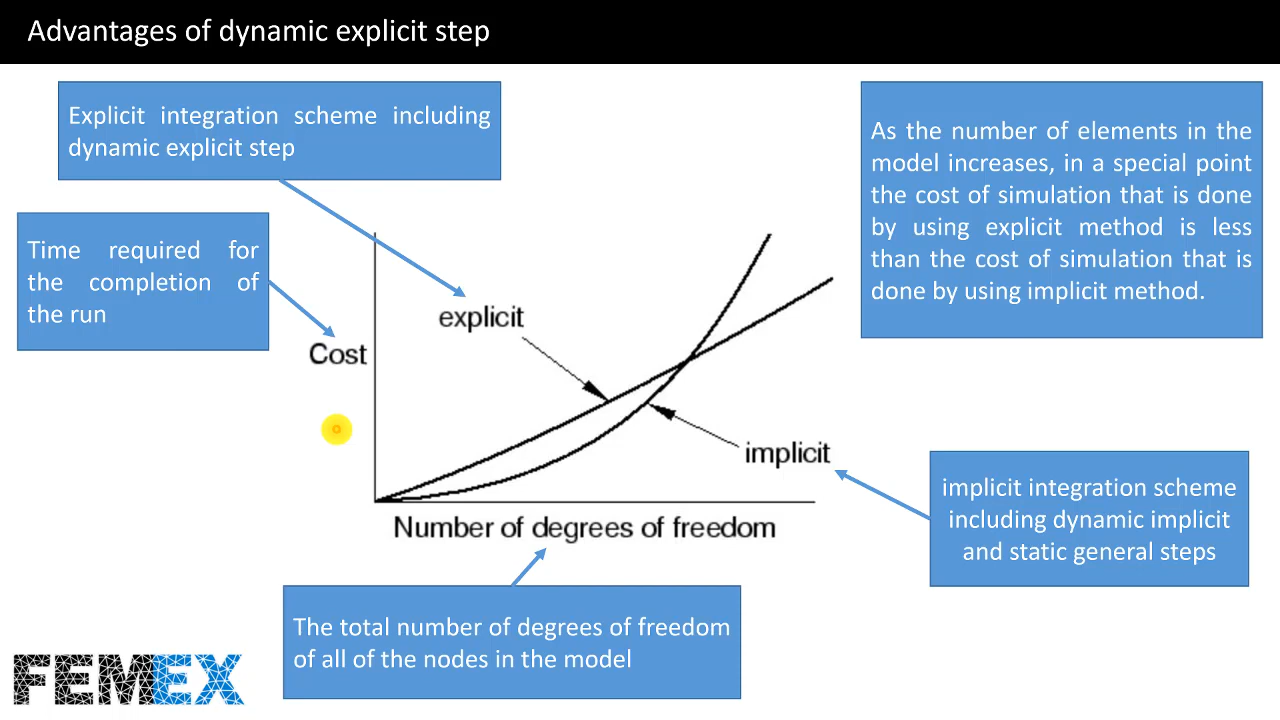 Advantages of dynamic explicit step
Explicit integration scheme including
dynamic explicit step
As the number of elements in the
model increases, in a special point
the cost of simulation that is done
by using explicit method is less
than the cost of simulation that is
done by using implicit method.
Time required for
the completion of
the run
explicit
Cost
implicit
Number of degrees of freedom
implicit integration scheme
including dynamic implicit
and static general steps
The total number of degrees of freedom
of all of the nodes in the model
FEMEX